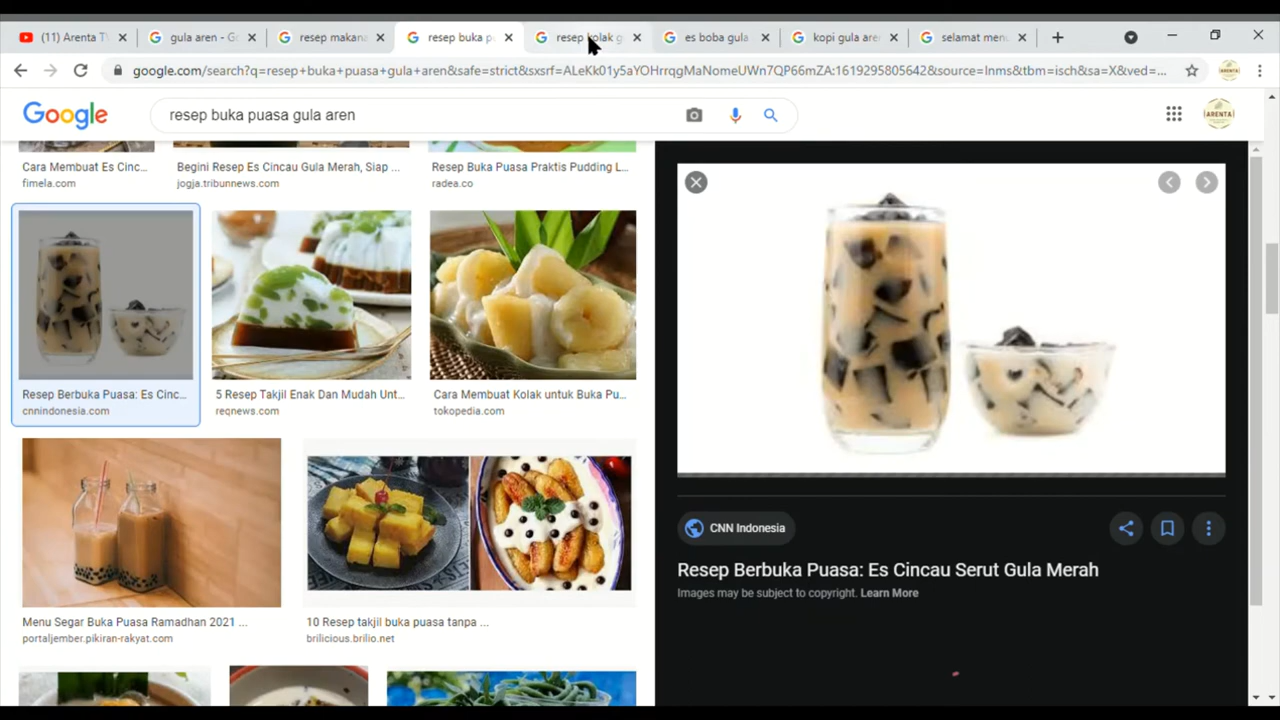 (11) Arenta T
gula aren - G
resep makana
resep buka p
resep kolak g
es boba gula
kopi gula aren
selamat menu
google.com/search?q=resep+buka+puasa+gula+aren&safe=strict&sxsrf=ALeKk01y5aYOHrrqgMaNomeUWn7QP66mZA:1619295805642&source=lnms&tbm=isch&sa=X&ved=...
Google
resep buka puasa gula aren
ARENTA
Cara Membuat Es Cinc...
fimela.com
Begini Resep Es Cincau Gula Merah, Siap ...
jogja.tribunnews.com
Resep Buka Puasa Praktis Pudding L...
radea.co
Resep Berbuka Puasa: Es Cinc...
cnnindonesia.com
5 Resep Takjil Enak Dan Mudah Unt...
reqnews.com
Cara Membuat Kolak untuk Buka Pu...
tokopedia.com
Menu Segar Buka Puasa Ramadhan 2021 ...
portaljember.pikiran-rakyat.com
10 Resep takjil buka puasa tanpa ...
brilicious.brilio.net
CNN Indonesia
Resep Berbuka Puasa: Es Cincau Serut Gula Merah
Images may be subject to copyright. Learn More